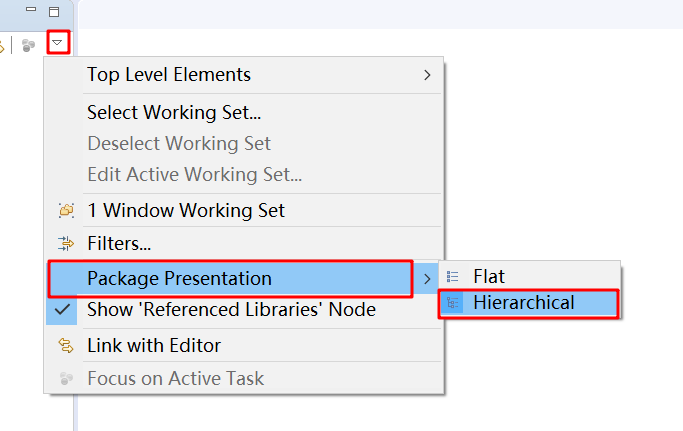 Top Level Elements
Select Working Set...
Deselect Working Set
Edit Active Working Set...
1 Window Working Set
Filters...
Package Presentation
Flat
Hierarchical
Show 'Referenced Libraries' Node
Link with Editor
Focus on Active Task